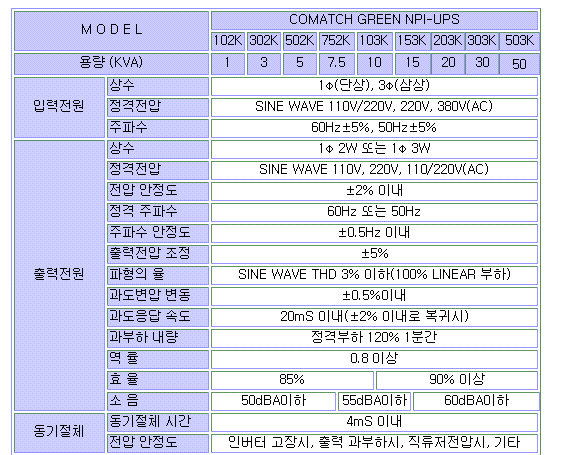 MODEL
COMATCH GREEN NPI-UPS
102K 302K 502K 752K 103K 153K 203K 303K 503K
용량 (KVA) 1 3 5 7.5 10 15 20 30 50
입력전원
상수 1Φ(단상), 3Φ(삼상)
정격전압 SINE WAVE 110V/220V, 220V, 380V(AC)
주파수 60Hz±5%, 50Hz±5%
출력전원
상수 1Φ 2W 또는 1Φ 3W
정격전압 SINE WAVE 110V, 220V, 110/220V(AC)
전압 안정도 ±2% 이내
정격 주파수 60Hz 또는 50Hz
주파수 안정도 ±0.5Hz 이내
출력전압 조정 ±5%
파형의 율 SINE WAVE THD 3% 이하(100% LINEAR 부하)
과도변압 변동 ±0.5%이내
과도응답 속도 20mS 이내(±2% 이내로 복귀시)
과부하 내량 정격부하 120% 1분간
역 률 0.8 이상
효 율 85% 90% 이상
소 음 50dBA이하 55dBA이하 60dBA이하
동기절체
동기절체 시간 4mS 이내
전압 안정도 인버터 고장시, 출력 과부하시, 직류저전압시, 기타